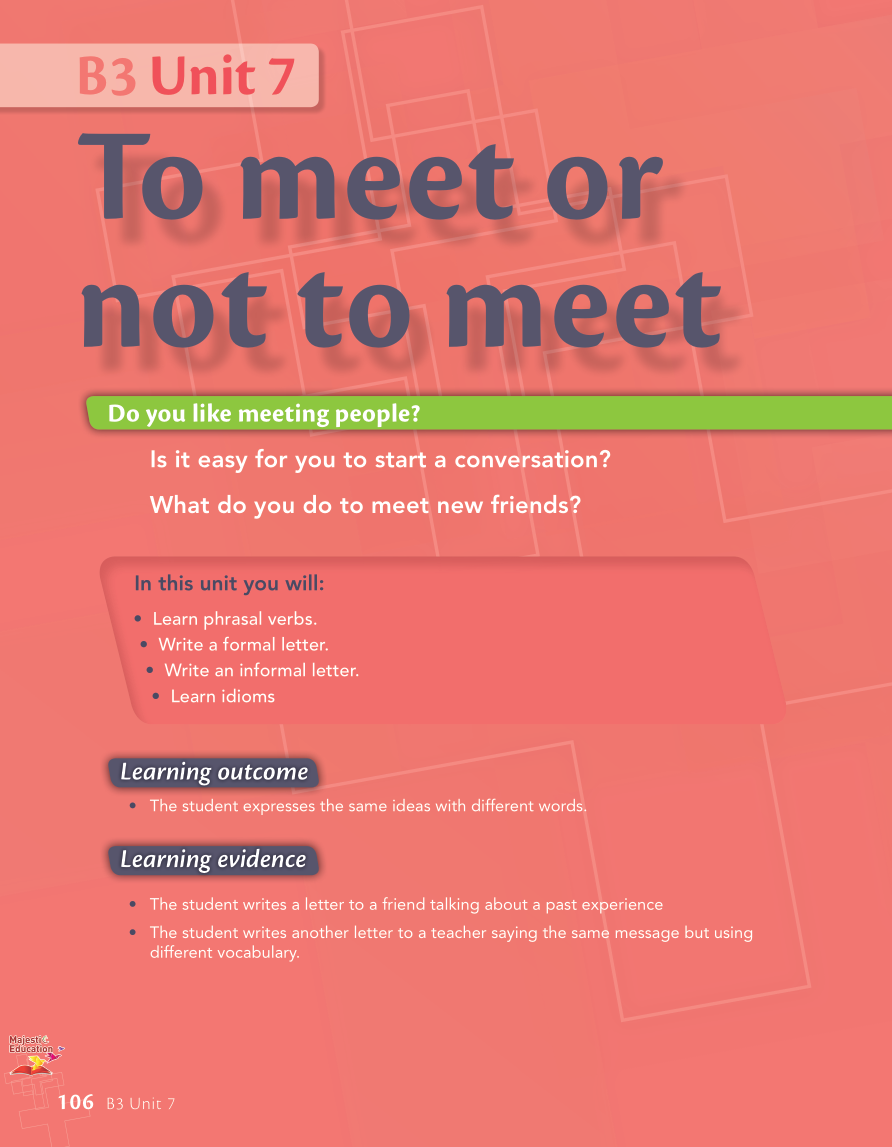 B3 Unit 7
To meet or
not to meet
Do you like meeting people?
Is it easy for you to start a conversation?
What do you do to meet new friends?
In this unit you will:
• Learn phrasal verbs.
• Write a formal letter.
• Write an informal letter.
• Learn idioms
Learning outcome
• The student expresses the same ideas with different words.
Learning evidence
• The student writes a letter to a friend talking about a past experience
• The student writes another letter to a teacher saying the same message but using
different vocabulary.
Majestic
Education
106 B3 Unit 7